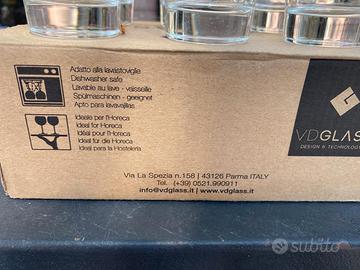 Adatto alla lavastoviglie
Dishwasher safe
Lavable au lave - vaisselle
Spülmaschinen - geeignet
Apto para lavavajillas
Ideale per l'Horeca
Ideal for Horeca
Idéal pour l'Horeca
Ideal für die Horeca
Ideal para la Hostelería
VDGLASS
DESIGN & TECHNOLOGY
Via La Spezia n.158 | 43126 Parma ITALY
Tel. (+39) 0521.990911
info@vdglass.it | www.vdglass.it
subito